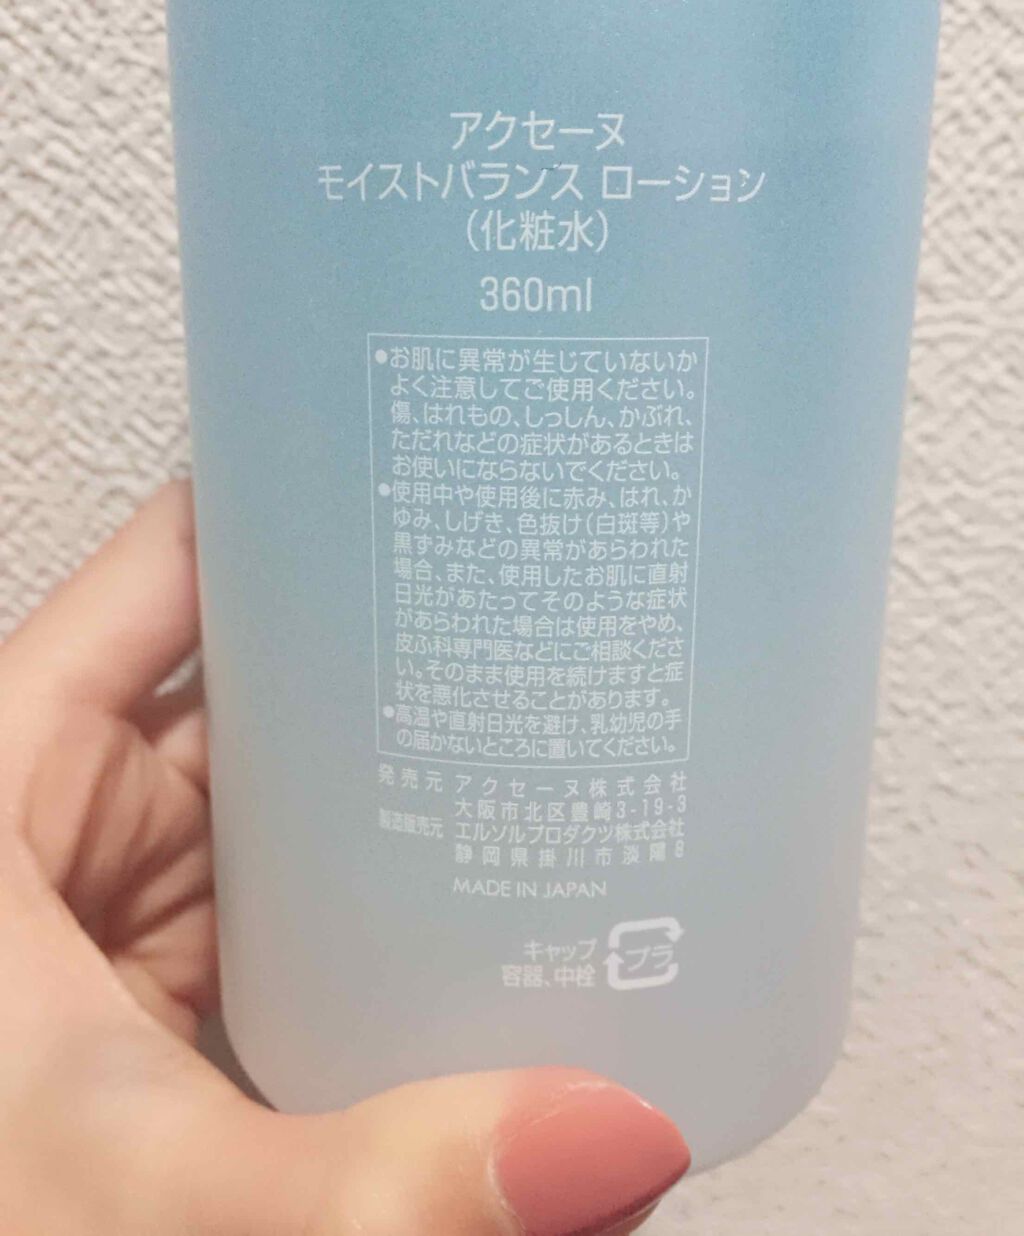 アクセーヌ
モイストバランス ローション
(化粧水)
360ml
●お肌に異常が生じていないか
よく注意してご使用ください。
傷、はれもの、しっしん、かぶれ、
ただれなどの症状があるときは
お使いにならないでください。
●使用中や使用後に赤み、はれ、か
ゆみ、しげき、色抜け(白斑等)や
黒ずみなどの異常があらわれた
場合、また、使用したお肌に直射
日光があたってそのような症状
があらわれた場合は使用をやめ、
皮ふ科専門医などにご相談くださ
い。そのまま使用を続けますと症
状を悪化させることがあります。
●高温や直射日光を避け、乳幼児の手
の届かないところに置いてください。
発売元 アクセーヌ株式会社
大阪市北区豊崎3-19-3
製造販売元 エルソルプロダクツ株式会社
静岡県掛川市淡陽8
MADE IN JAPAN
キャップ
容器、中栓
プラ